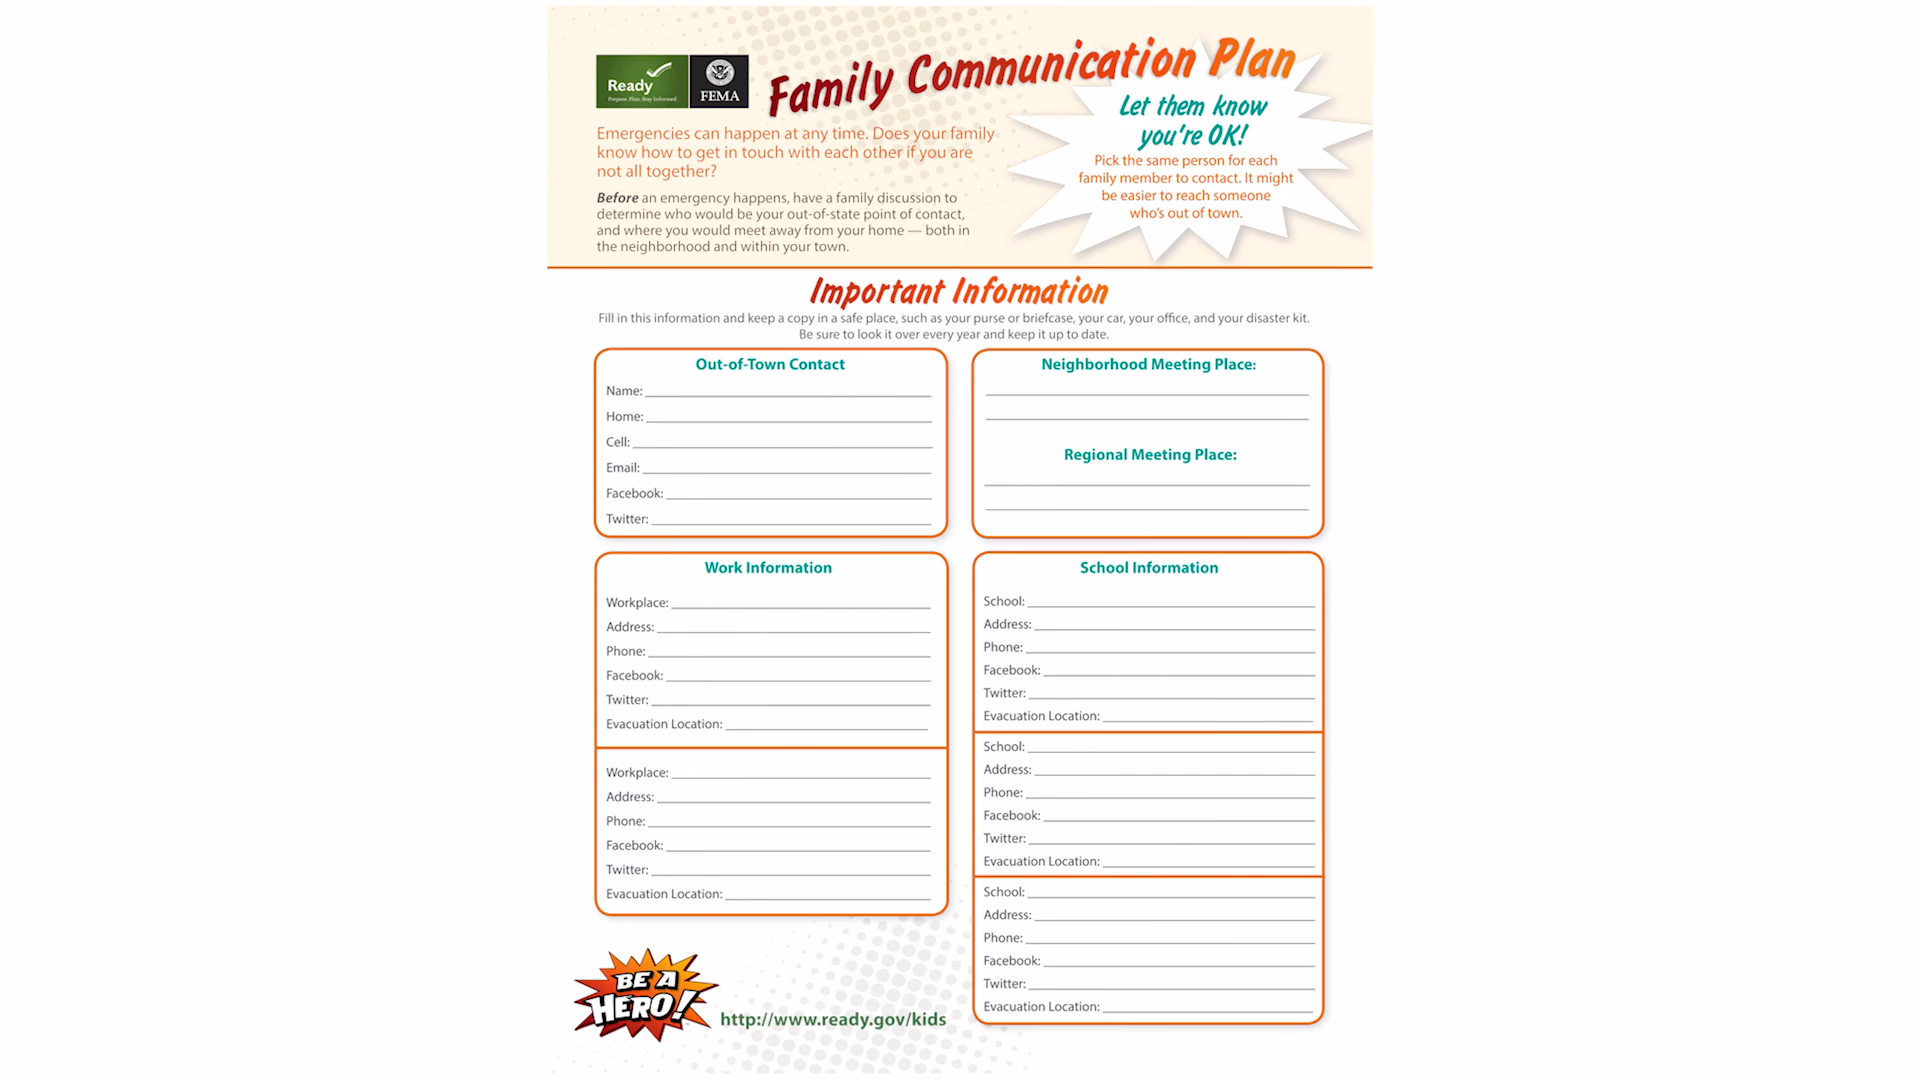 Ready
Prepare. Plan. Stay Informed.
FEMA
Family Communication Plan
Emergencies can happen at any time. Does your family
know how to get in touch with each other if you are
not all together?
Before an emergency happens, have a family discussion to
determine who would be your out-of-state point of contact,
and where you would meet away from your home — both in
the neighborhood and within your town.
Let them know
you're OK!
Pick the same person for each
family member to contact. It might
be easier to reach someone
who's out of town.
Important Information
Fill in this information and keep a copy in a safe place, such as your purse or briefcase, your car, your office, and your disaster kit.
Be sure to look it over every year and keep it up to date.
Out-of-Town Contact
Name:
Home:
Cell:
Email:
Facebook:
Twitter:
Neighborhood Meeting Place:
Regional Meeting Place:
Work Information
Workplace:
Address:
Phone:
Facebook:
Twitter:
Evacuation Location:
Workplace:
Address:
Phone:
Facebook:
Twitter:
Evacuation Location:
School Information
School:
Address:
Phone:
Facebook:
Twitter:
Evacuation Location:
School:
Address:
Phone:
Facebook:
Twitter:
Evacuation Location:
School:
Address:
Phone:
Facebook:
Twitter:
Evacuation Location:
BE A
HERO!
http://www.ready.gov/kids